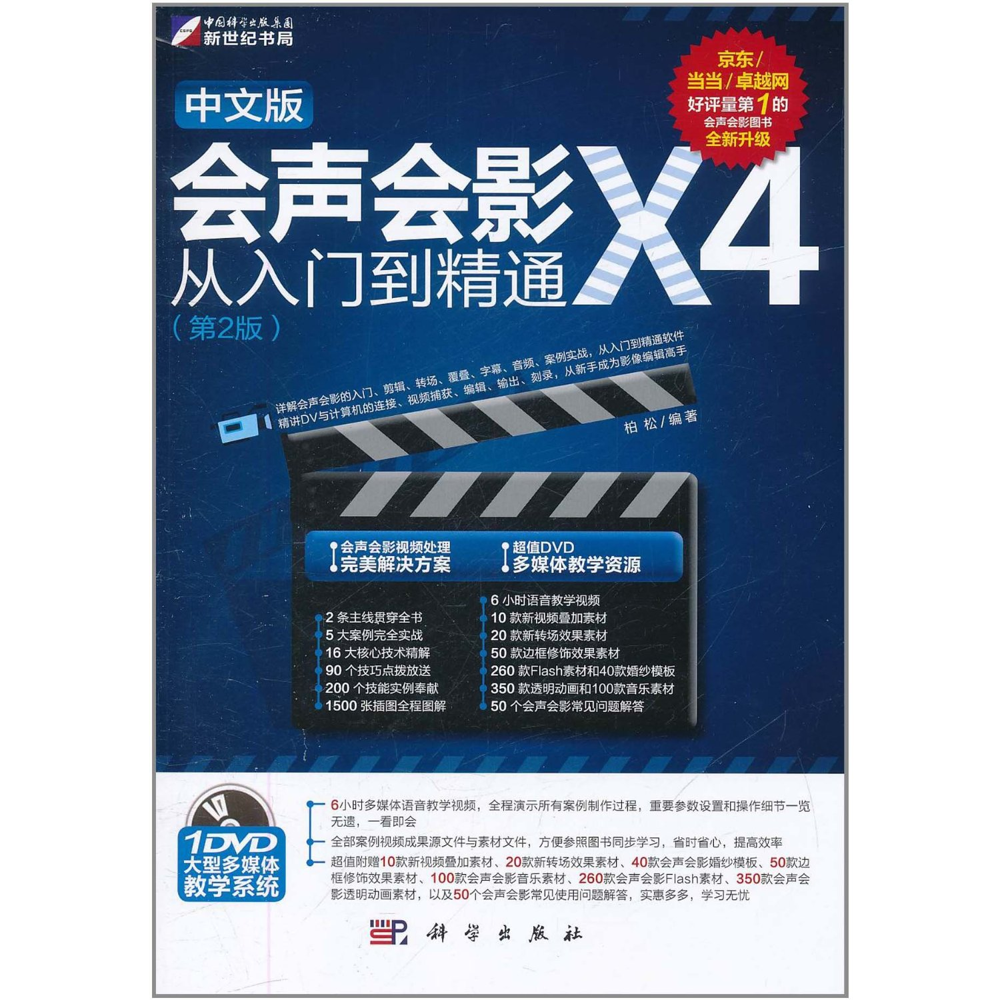 CSPG
中国科学出版集团
新世纪书局
京东/
当当/卓越网
好评量第1的
会声会影图书
全新升级
中文版
会声会影X4
从入门到精通
(第2版)
详解会声会影的入门、剪辑、转场、覆叠、字幕、音频、案例实战，从入门到精通软件
精讲DV与计算机的连接、视频捕获、编辑、输出、刻录，从新手成为影像编辑高手
柏 松/编著
会声会影视频处理
完美解决方案
超值DVD
多媒体教学资源
2 条主线贯穿全书
5 大案例完全实战
16 大核心技术精解
90 个技巧点拨放送
200 个技能实例奉献
1500 张插图全程图解
6 小时语音教学视频
10 款新视频叠加素材
20 款新转场效果素材
50 款边框修饰效果素材
260 款Flash素材和40款婚纱模板
350 款透明动画和100款音乐素材
50 个会声会影常见问题解答
1DVD
大型多媒体
教学系统
6小时多媒体语音教学视频，全程演示所有案例制作过程，重要参数设置和操作细节一览
无遗，一看即会
全部案例视频成果源文件与素材文件，方便参照图书同步学习，省时省心，提高效率
超值附赠10款新视频叠加素材、20款新转场效果素材、40款会声会影婚纱模板、50款边
框修饰效果素材、100款会声会影音乐素材、260款会声会影Flash素材、350款会声会
影透明动画素材，以及50个会声会影常见使用问题解答，实惠多多，学习无忧
科学出版社